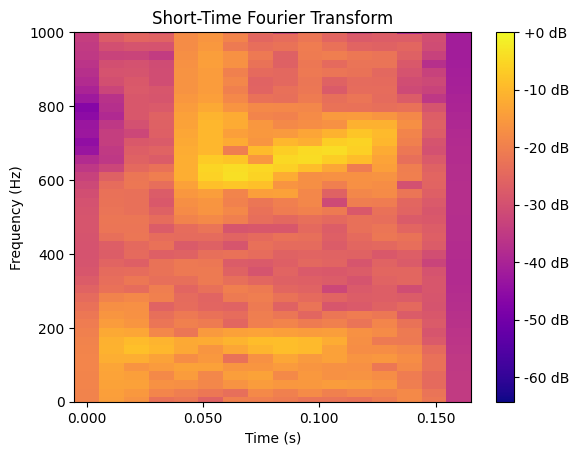 Short-Time Fourier Transform
1000
800
600
400
200
0
Frequency (Hz)
0.000
0.050
0.100
0.150
Time (s)
+0 dB
-10 dB
-20 dB
-30 dB
-40 dB
-50 dB
-60 dB